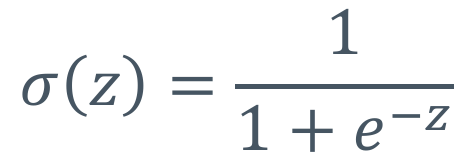 σ(z) = 1 / (1 + e^{−z})